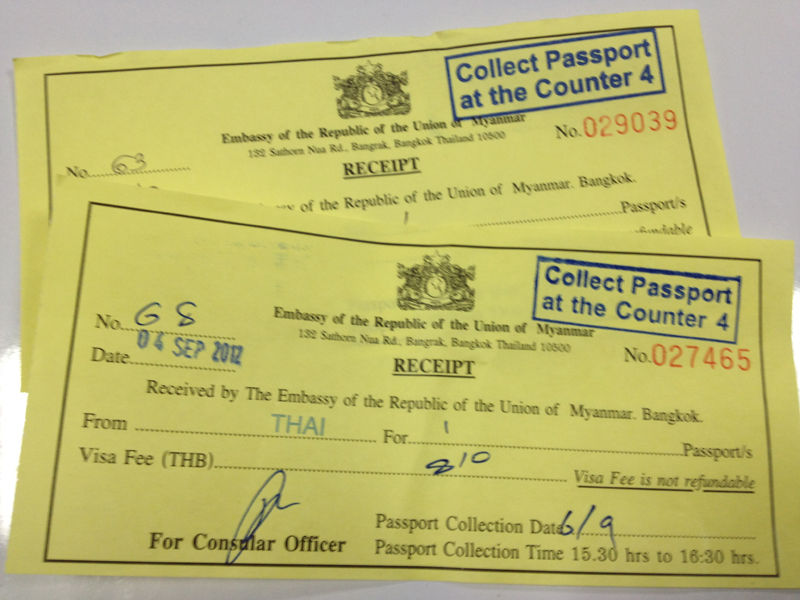 Collect Passport
at the Counter 4
Embassy of the Republic of the Union of Myanmar
132 Sathorn Nua Rd., Bangrak, Bangkok Thailand 10500
No. 029039
No. 63
RECEIPT
of the Republic of the Union of Myanmar. Bangkok.
1 Passport/s
refundable
Collect Passport
at the Counter 4
Embassy of the Republic of the Union of Myanmar
132 Sathorn Nua Rd., Bangrak, Bangkok Thailand 10500
No. 68
No. 027465
Date 04 SEP 2012
RECEIPT
Received by The Embassy of the Republic of the Union of Myanmar. Bangkok.
From THAI For 1 Passport/s
Visa Fee (THB) 810 Visa Fee is not refundable
Passport Collection Date 6/9
For Consular Officer Passport Collection Time 15.30 hrs to 16:30 hrs.